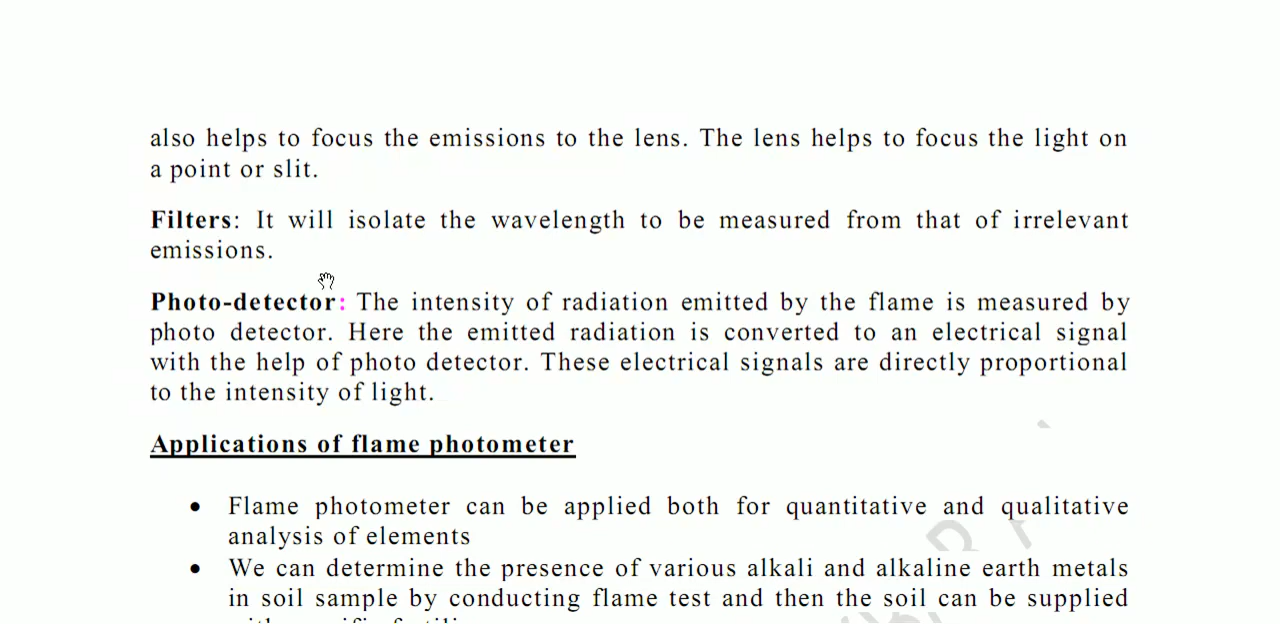 also helps to focus the emissions to the lens. The lens helps to focus the light on
a point or slit.
Filters: It will isolate the wavelength to be measured from that of irrelevant
emissions.
Photo-detector: The intensity of radiation emitted by the flame is measured by
photo detector. Here the emitted radiation is converted to an electrical signal
with the help of photo detector. These electrical signals are directly proportional
to the intensity of light.
Applications of flame photometer
• Flame photometer can be applied both for quantitative and qualitative
analysis of elements
• We can determine the presence of various alkali and alkaline earth metals
in soil sample by conducting flame test and then the soil can be supplied